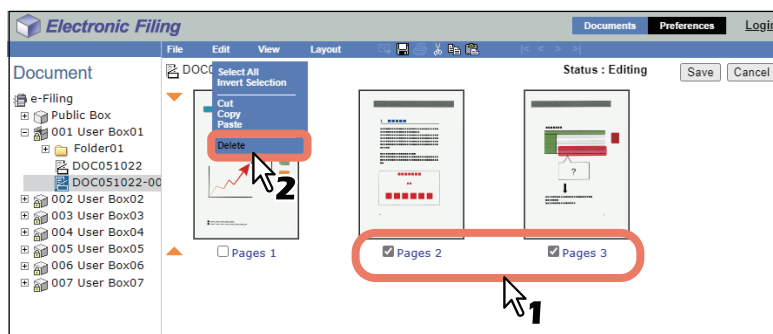 Electronic Filing
Documents
Preferences
Login
File Edit View Layout
|< < > >|
Document
DOC
Status : Editing
Save
Cancel
Select All
Invert Selection
Cut
Copy
Paste
Delete
e-Filing
Public Box
001 User Box01
Folder01
DOC051022
DOC051022-00
002 User Box02
003 User Box03
004 User Box04
005 User Box05
006 User Box06
007 User Box07
?
2
Pages 1
Pages 2
Pages 3
1